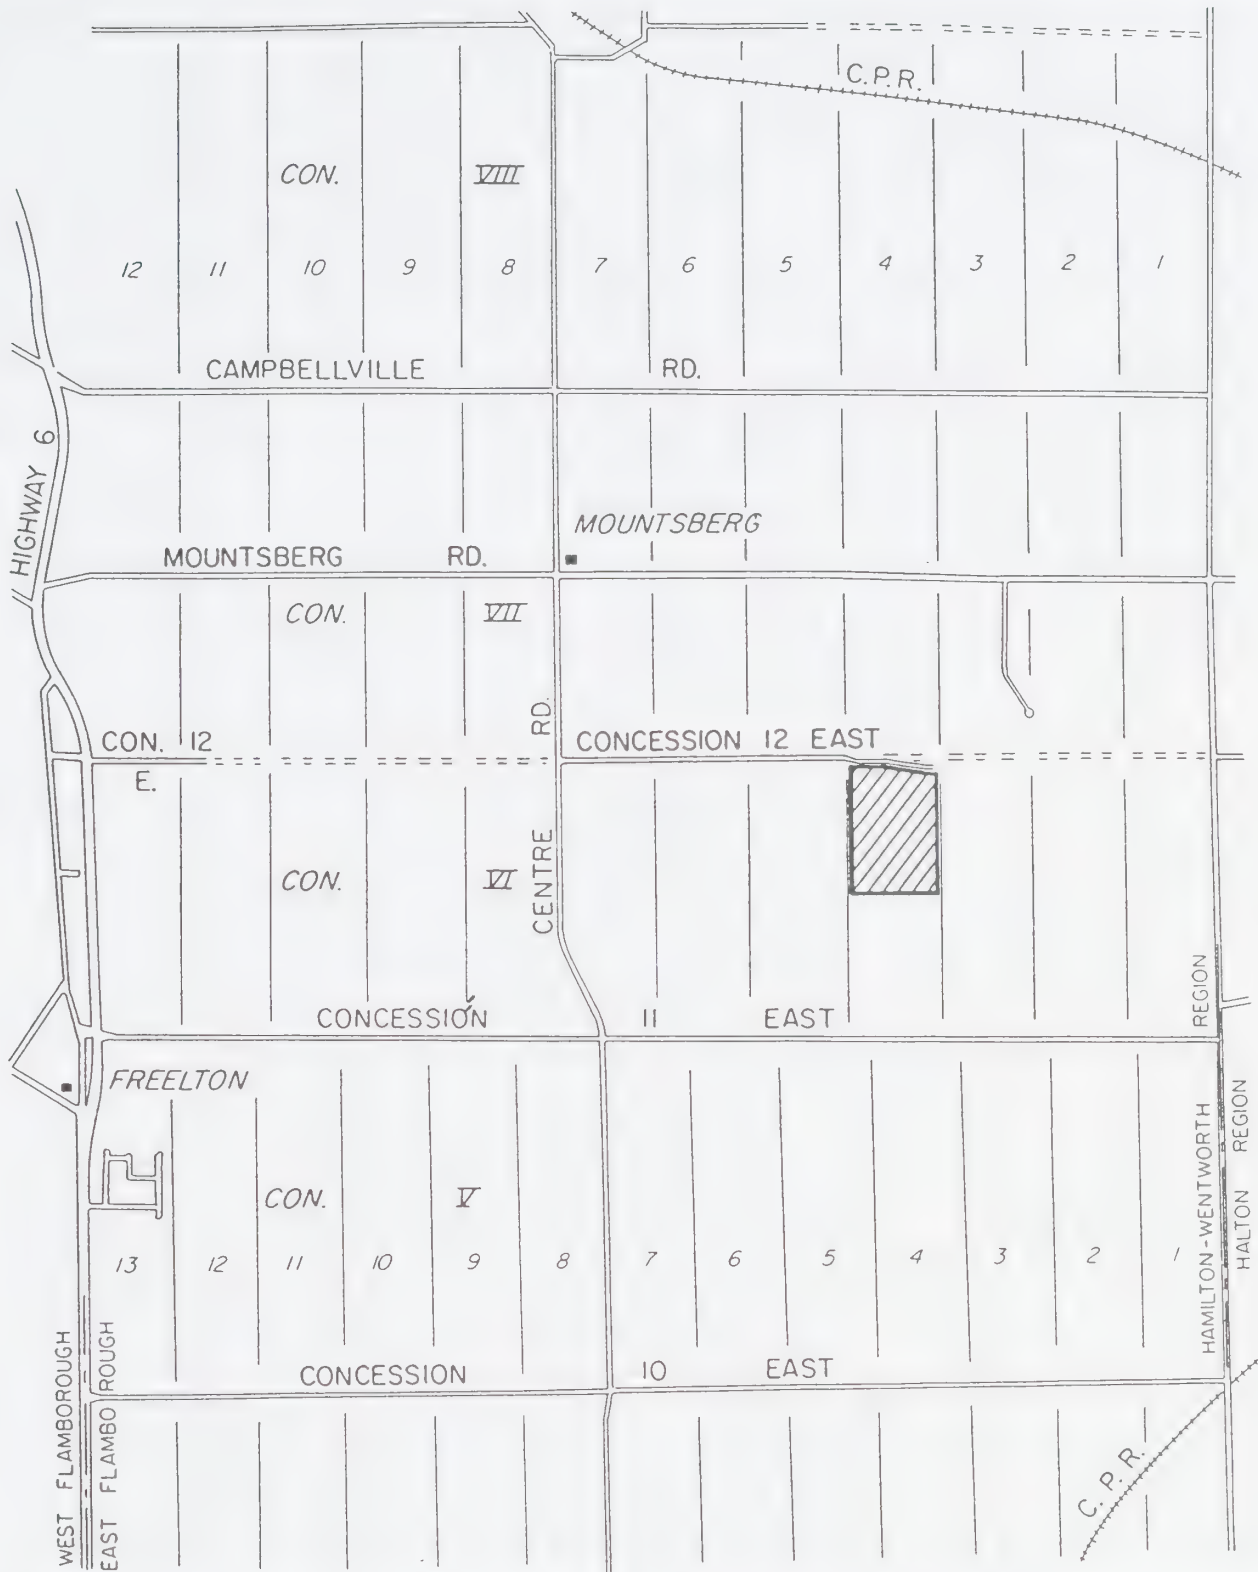 C.P.R.
CON. VIII
12 11 10 9 8 7 6 5 4 3 2 1
CAMPBELLVILLE RD.
HIGHWAY 6
MOUNTSBERG
MOUNTSBERG RD.
CON. VII
CENTRE RD.
CON. 12 E.
CONCESSION 12 EAST
CON. VI
CONCESSION 11 EAST
FREELTON
CON. V
13 12 11 10 9 8 7 6 5 4 3 2 1
HAMILTON-WENTWORTH REGION
HALTON REGION
CONCESSION 10 EAST
WEST FLAMBOROUGH
EAST FLAMBOROUGH
C. P. R.